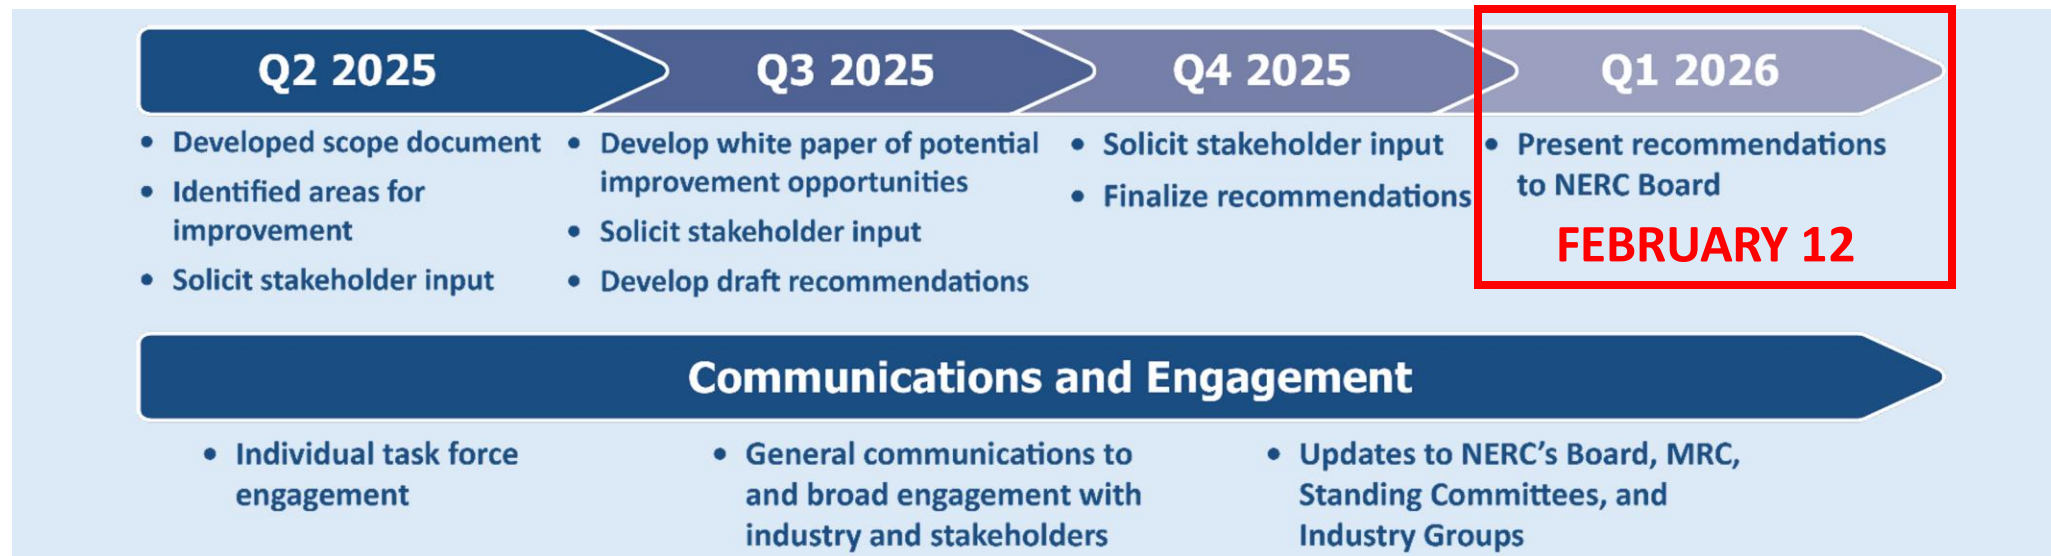 Q2 2025
• Developed scope document
• Identified areas for
improvement
• Solicit stakeholder input
Q3 2025
• Develop white paper of potential
improvement opportunities
• Solicit stakeholder input
• Develop draft recommendations
Q4 2025
• Solicit stakeholder input
• Finalize recommendations
Q1 2026
• Present recommendations
to NERC Board
FEBRUARY 12
Communications and Engagement
• Individual task force
engagement
• General communications to
and broad engagement with
industry and stakeholders
• Updates to NERC’s Board, MRC,
Standing Committees, and
Industry Groups